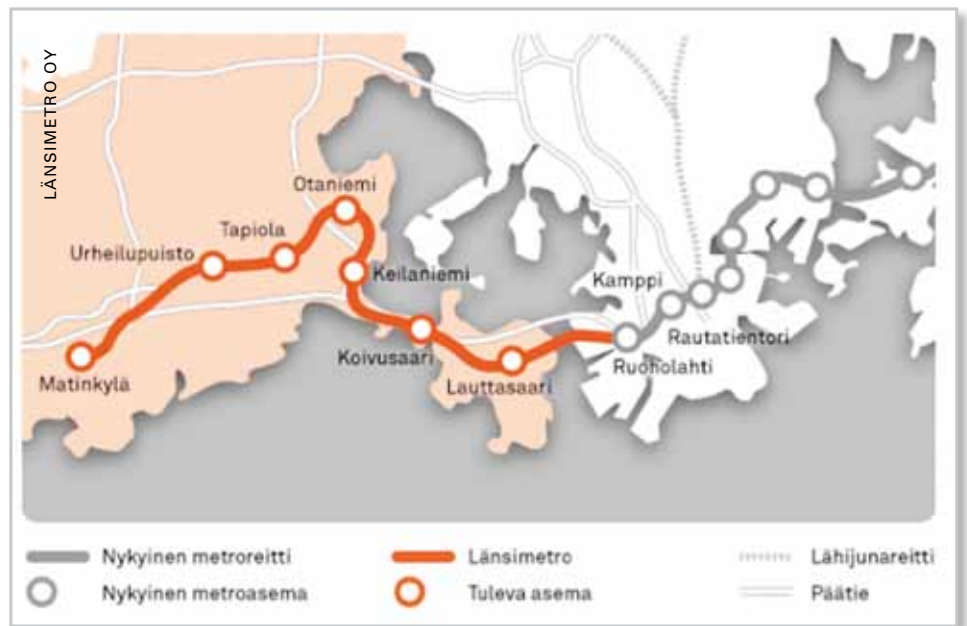 LÄNSIMETRO OY
Otaniemi
Tapiola
Urheilupuisto
Keilaniemi
Kamppi
Rautatientori
Koivusaari
Ruoholahti
Matinkylä
Lauttasaari
Nykyinen metroreitti
Länsimetro
Lähijunareitti
Nykyinen metroasema
Tuleva asema
Päätie